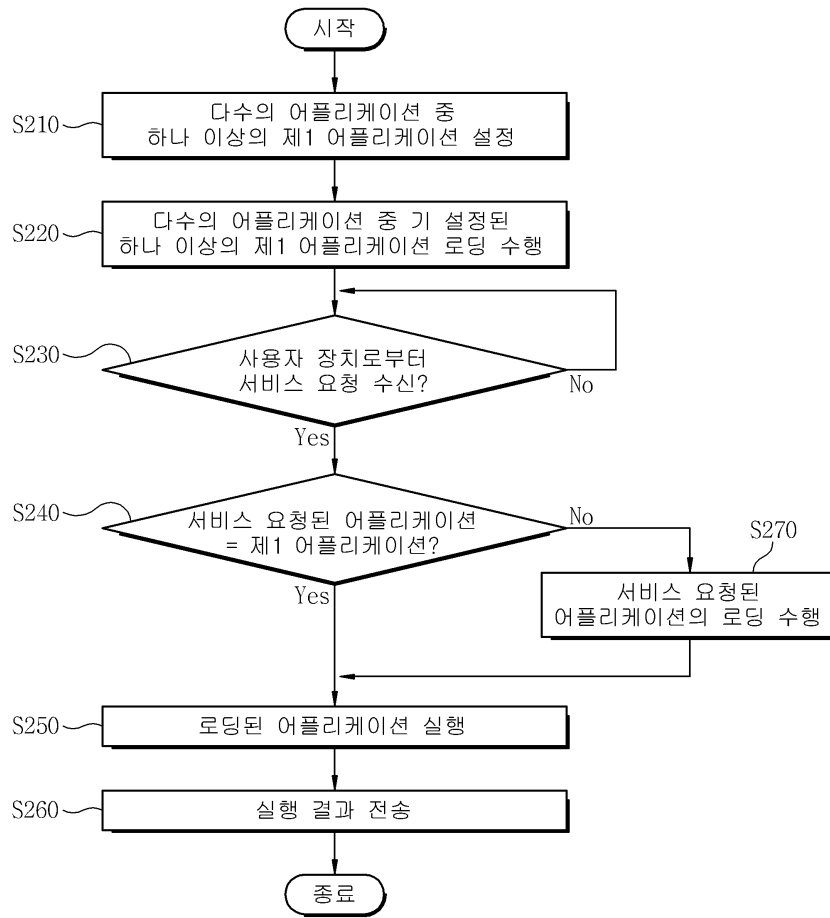 시작
S210
다수의 어플리케이션 중
하나 이상의 제1 어플리케이션 설정
S220
다수의 어플리케이션 중 기 설정된
하나 이상의 제1 어플리케이션 로딩 수행
S230
사용자 장치로부터
서비스 요청 수신?
No
Yes
S240
서비스 요청된 어플리케이션
= 제1 어플리케이션?
No
Yes
S270
서비스 요청된
어플리케이션의 로딩 수행
S250
로딩된 어플리케이션 실행
S260
실행 결과 전송
종료